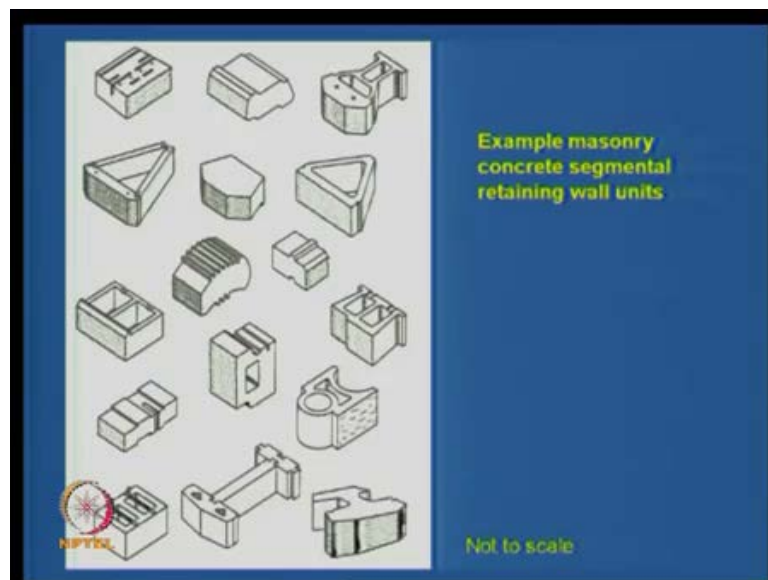 Example masonry
concrete segmental
retaining wall units
Not to scale
NPTEL